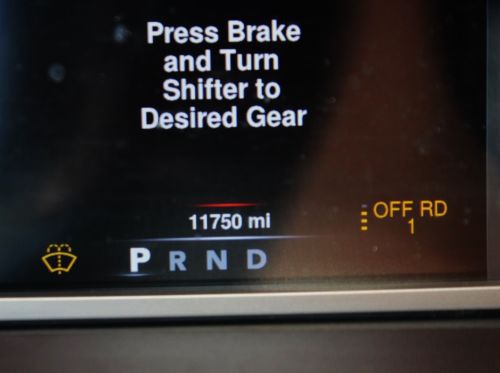 Press Brake
and Turn
Shifter to
Desired Gear
11750 mi
OFF RD
1
P R N D